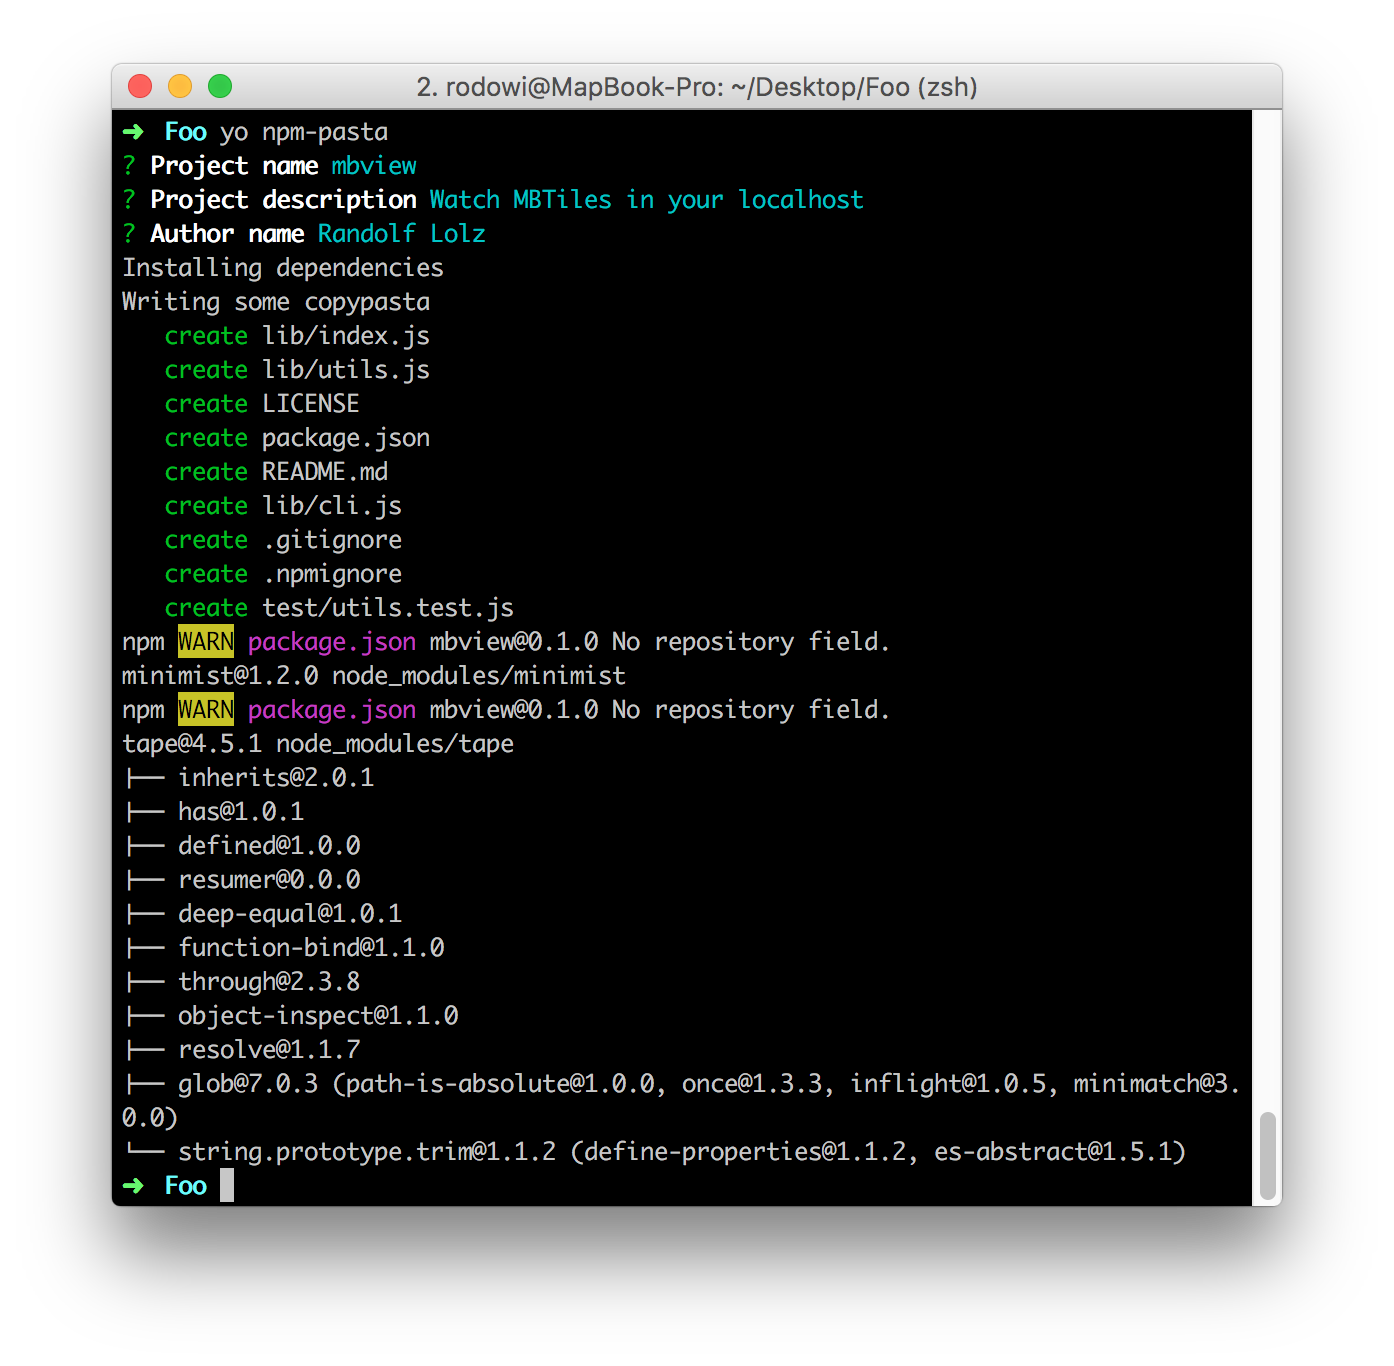 2. rodowi@MapBook-Pro: ~/Desktop/Foo (zsh)
➜  Foo yo npm-pasta
? Project name mbview
? Project description Watch MBTiles in your localhost
? Author name Randolf Lolz
Installing dependencies
Writing some copypasta
   create lib/index.js
   create lib/utils.js
   create LICENSE
   create package.json
   create README.md
   create lib/cli.js
   create .gitignore
   create .npmignore
   create test/utils.test.js
npm WARN package.json mbview@0.1.0 No repository field.
minimist@1.2.0 node_modules/minimist
npm WARN package.json mbview@0.1.0 No repository field.
tape@4.5.1 node_modules/tape
├── inherits@2.0.1
├── has@1.0.1
├── defined@1.0.0
├── resumer@0.0.0
├── deep-equal@1.0.1
├── function-bind@1.1.0
├── through@2.3.8
├── object-inspect@1.1.0
├── resolve@1.1.7
├── glob@7.0.3 (path-is-absolute@1.0.0, once@1.3.3, inflight@1.0.5, minimatch@3.
0.0)
└── string.prototype.trim@1.1.2 (define-properties@1.1.2, es-abstract@1.5.1)
➜  Foo